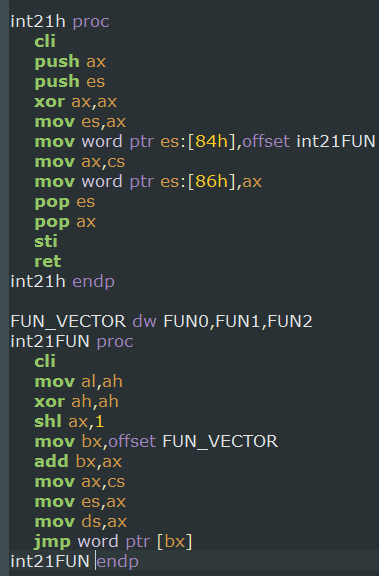 int21h proc
cli
push ax
push es
xor ax,ax
mov es,ax
mov word ptr es:[84h],offset int21FUN
mov ax,cs
mov word ptr es:[86h],ax
pop es
pop ax
sti
ret
int21h endp
FUN_VECTOR dw FUN0,FUN1,FUN2
int21FUN proc
cli
mov al,ah
xor ah,ah
shl ax,1
mov bx,offset FUN_VECTOR
add bx,ax
mov ax,cs
mov es,ax
mov ds,ax
jmp word ptr [bx]
int21FUN endp